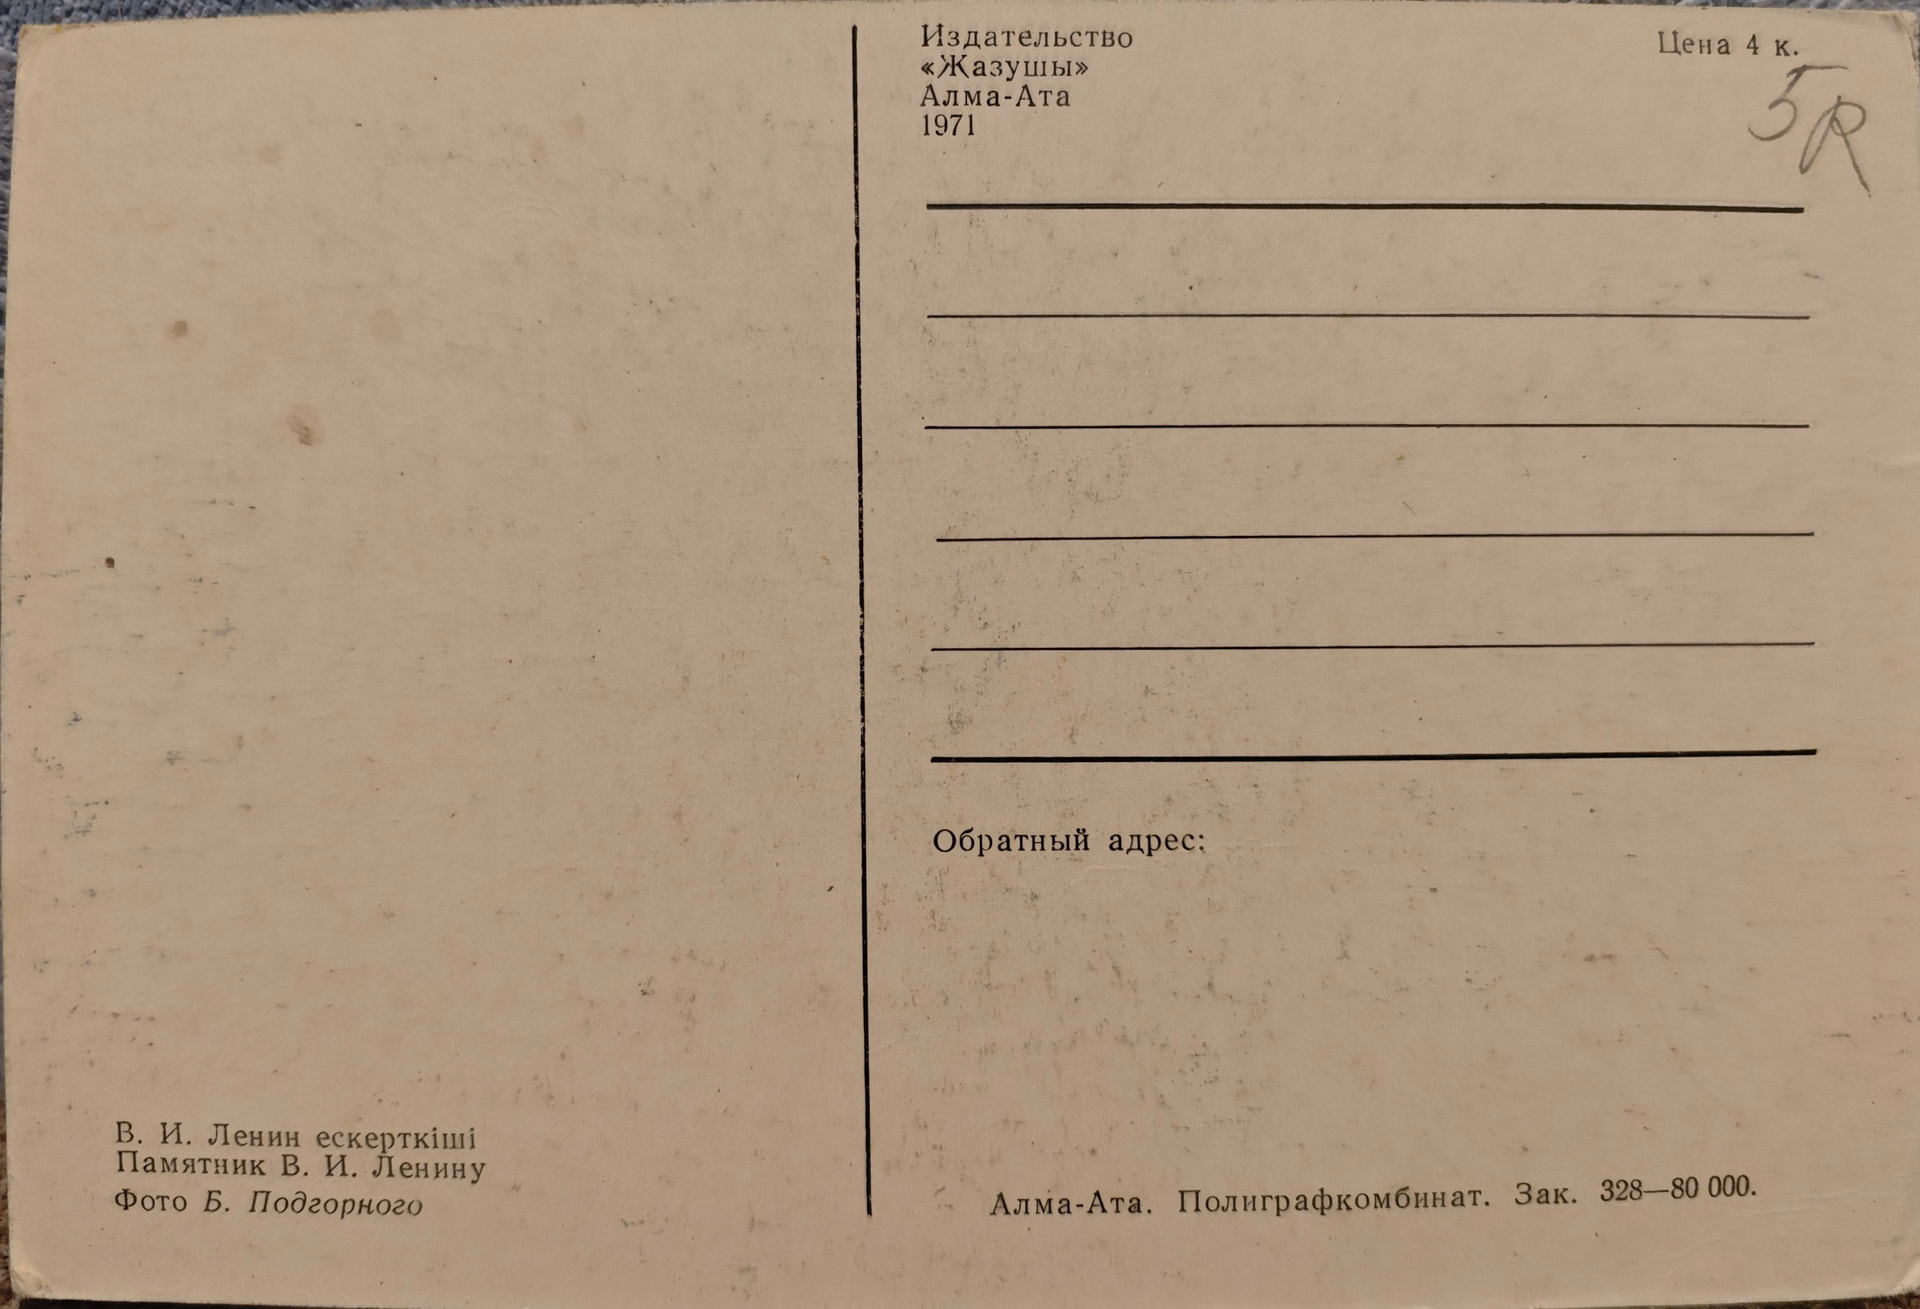 Издательство
«Жазушы»
Алма-Ата
1971
Цена 4 к.
5R
Обратный адрес:
В. И. Ленин ескерткіші
Памятник В. И. Ленину
Фото Б. Подгорного
Алма-Ата. Полиграфкомбинат. Зак. 328—80 000.